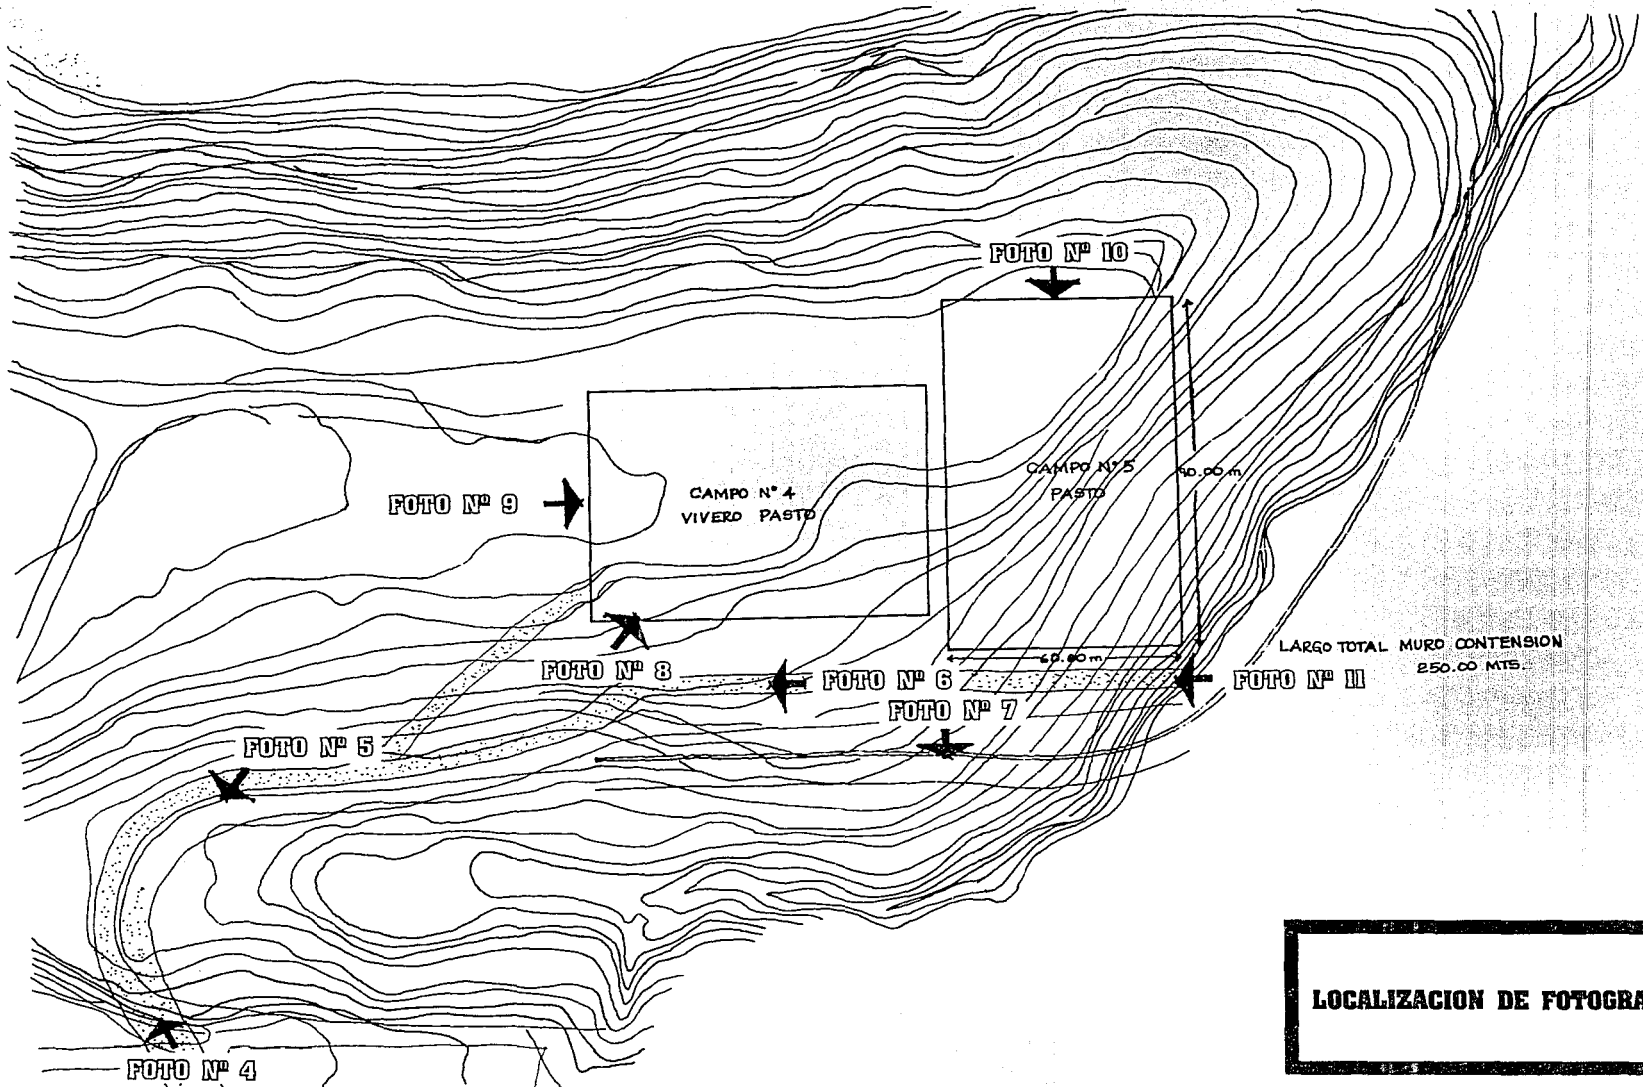 FOTO Nº 10
CAMPO Nº 5
PASTO
90.00 m
FOTO Nº 9
CAMPO Nº 4
VIVERO PASTO
LARGO TOTAL MURO CONTENSION
250.00 MTS.
60.00 m
FOTO Nº 8
FOTO Nº 6
FOTO Nº 11
FOTO Nº 7
FOTO Nº 5
LOCALIZACION DE FOTOGRA
FOTO Nº 4